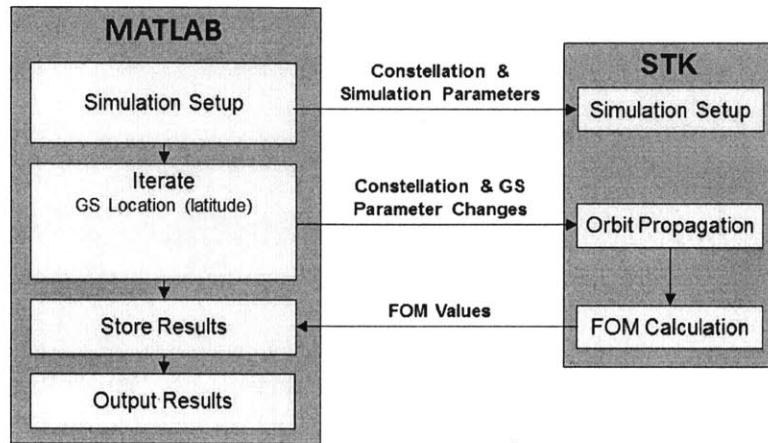 MATLAB
Simulation Setup
Iterate
GS Location (latitude)
Store Results
Output Results
Constellation &
Simulation Parameters
Constellation & GS
Parameter Changes
FOM Values
STK
Simulation Setup
Orbit Propagation
FOM Calculation